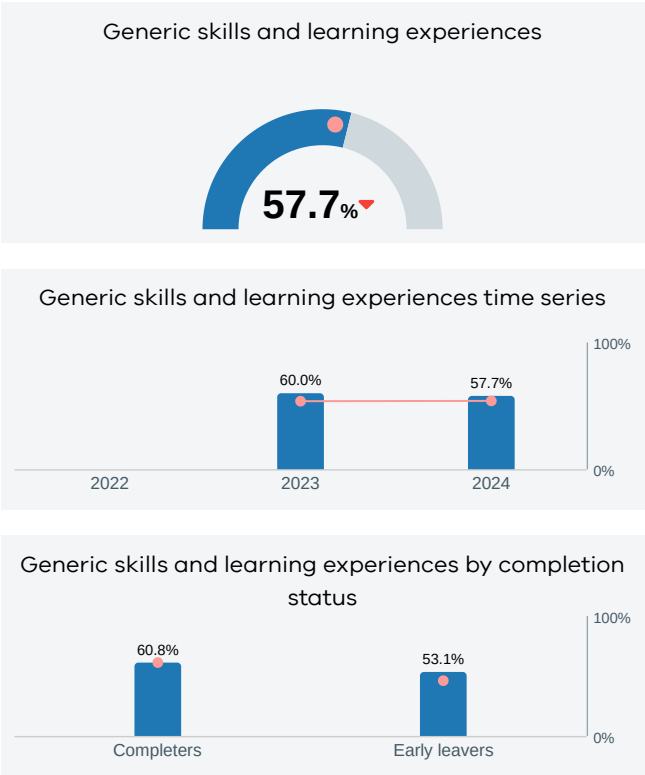 Generic skills and learning experiences
57.7%
Generic skills and learning experiences time series
100%
60.0%
57.7%
0%
2022 2023 2024
Generic skills and learning experiences by completion
status
100%
60.8%
53.1%
0%
Completers Early leavers